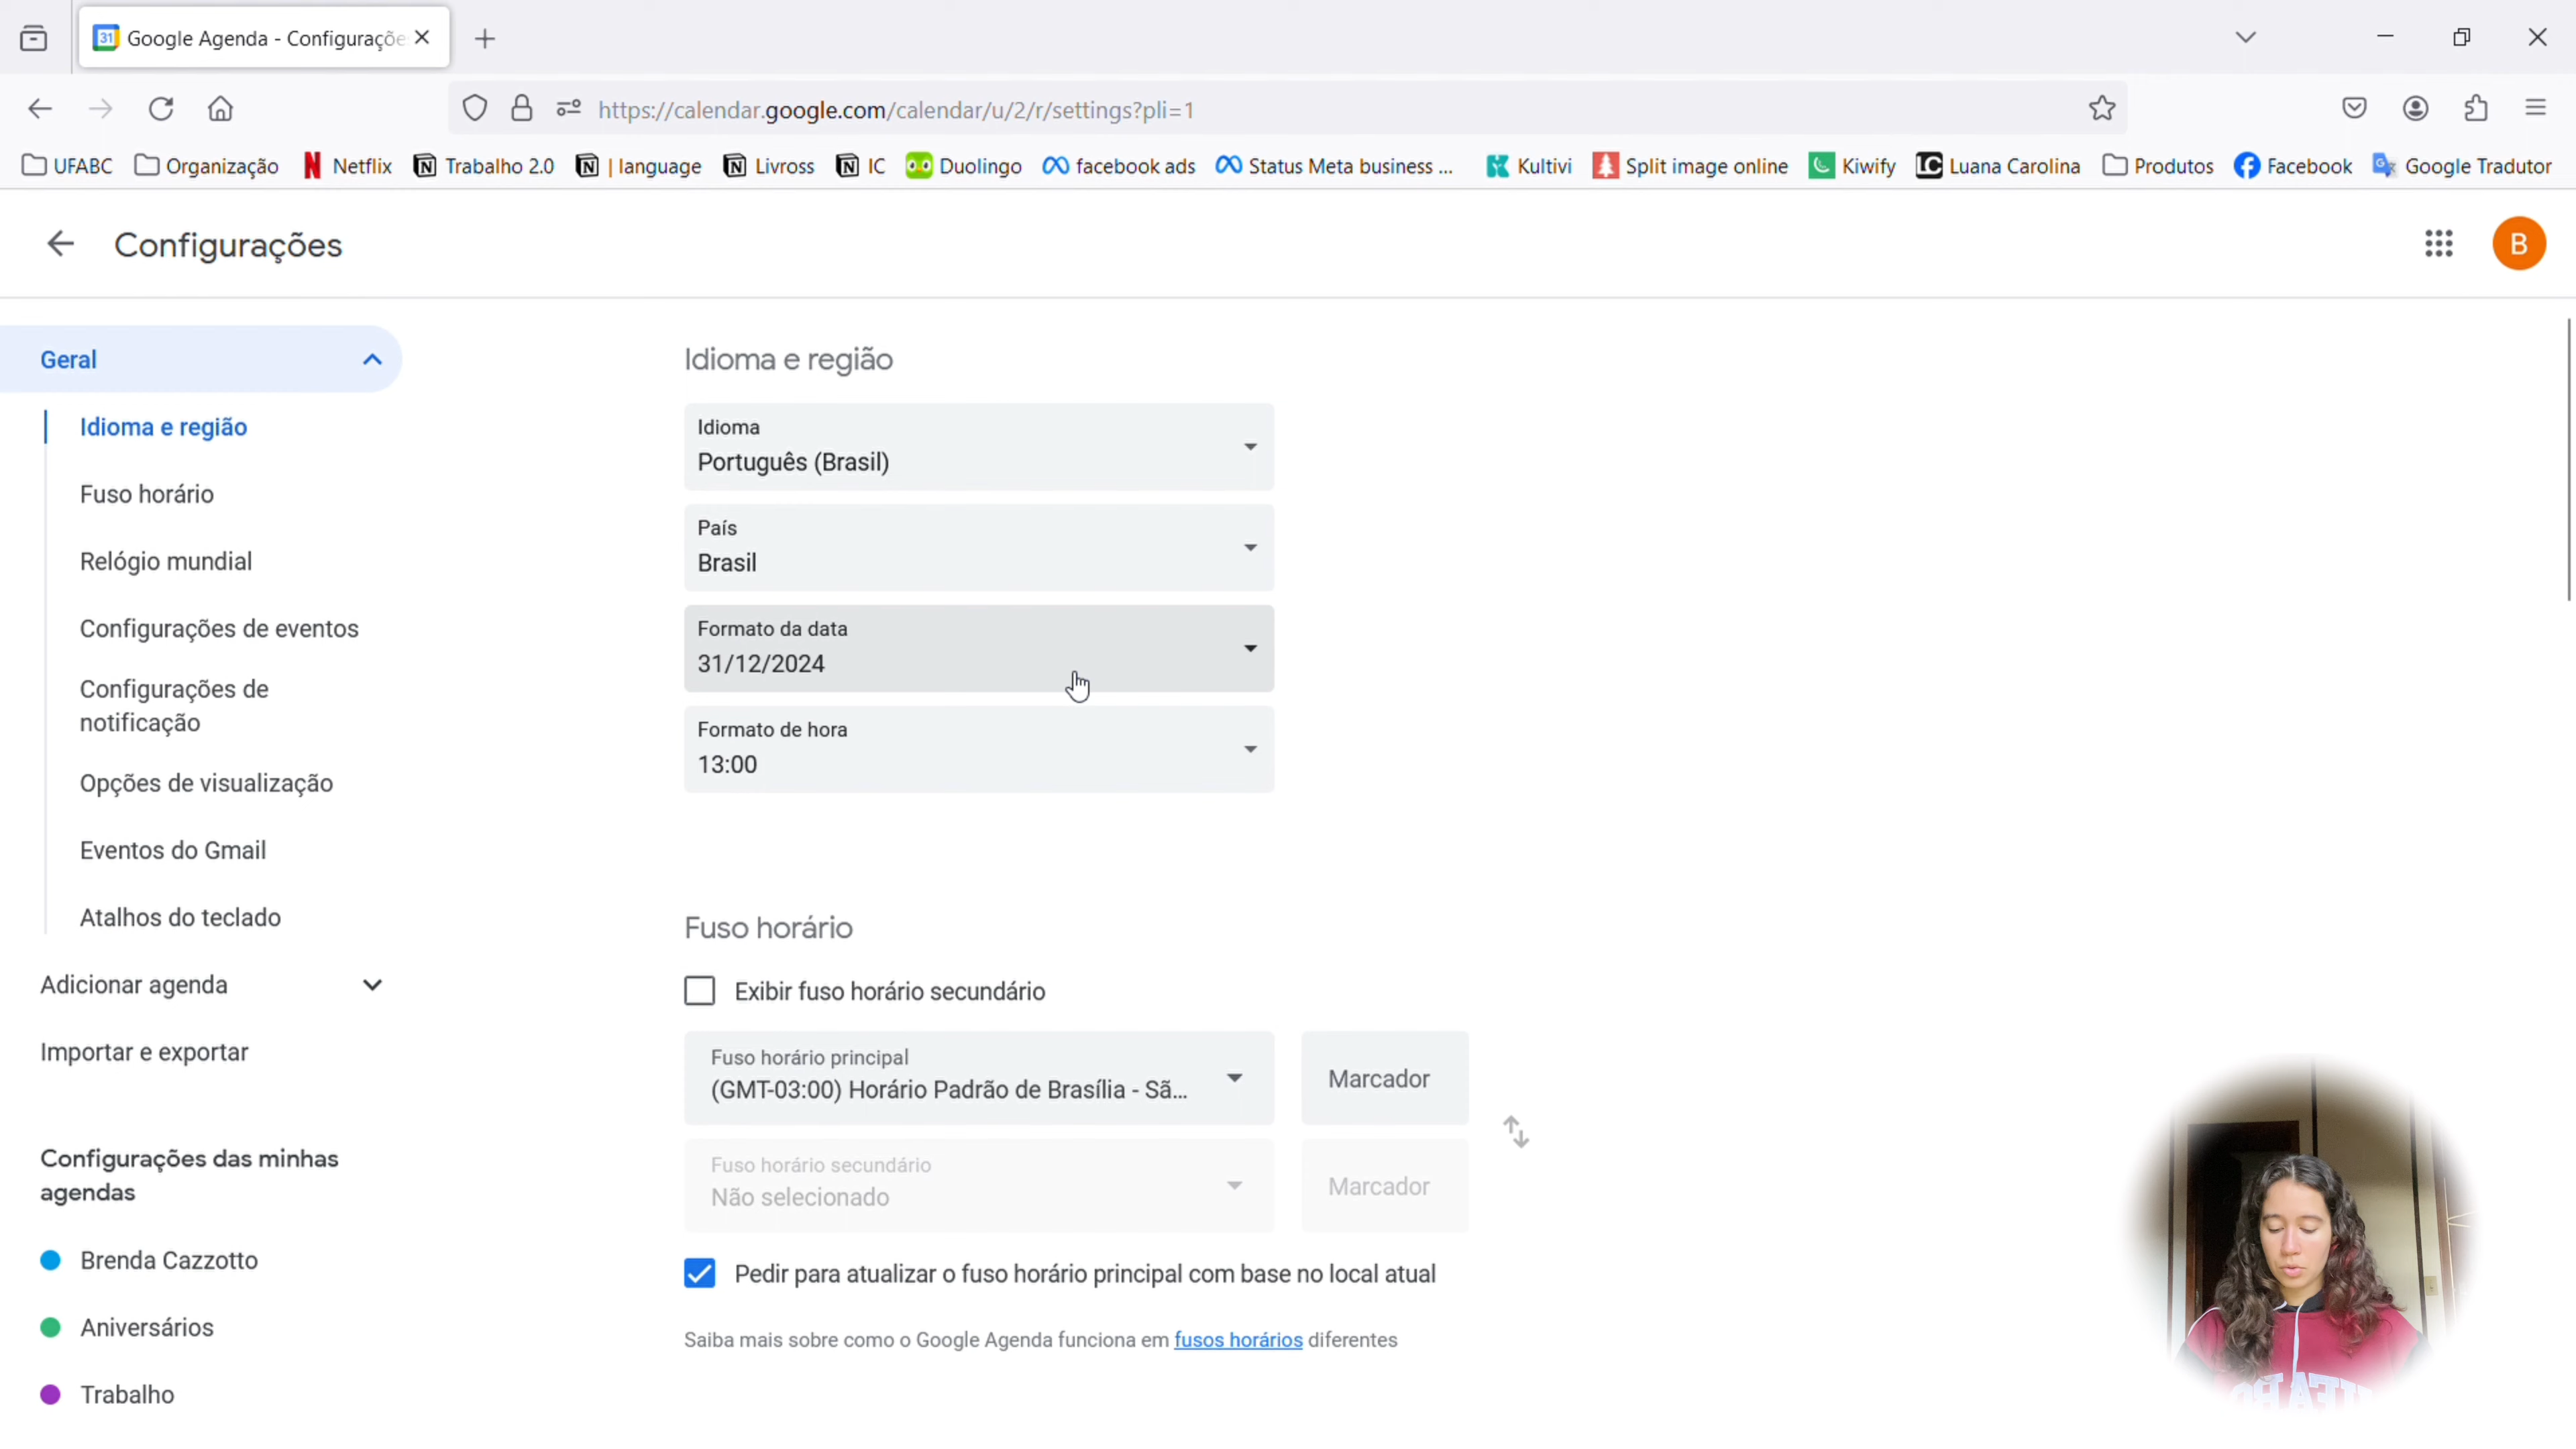 Google Agenda - Configuraçõe
https://calendar.google.com/calendar/u/2/r/settings?pli=1
UFABC Organização Netflix Trabalho 2.0 | language Livross IC Duolingo facebook ads Status Meta business ... Kultivi Split image online Kiwify Luana Carolina Produtos Facebook Google Tradutor
Configurações
B
Geral
Idioma e região
Fuso horário
Relógio mundial
Configurações de eventos
Configurações de
notificação
Opções de visualização
Eventos do Gmail
Atalhos do teclado
Adicionar agenda
Importar e exportar
Configurações das minhas
agendas
Brenda Cazzotto
Aniversários
Trabalho
Idioma e região
Idioma
Português (Brasil)
País
Brasil
Formato da data
31/12/2024
Formato de hora
13:00
Fuso horário
Exibir fuso horário secundário
Fuso horário principal
(GMT-03:00) Horário Padrão de Brasília - Sã...
Marcador
Fuso horário secundário
Não selecionado
Marcador
Pedir para atualizar o fuso horário principal com base no local atual
Saiba mais sobre como o Google Agenda funciona em fusos horários diferentes